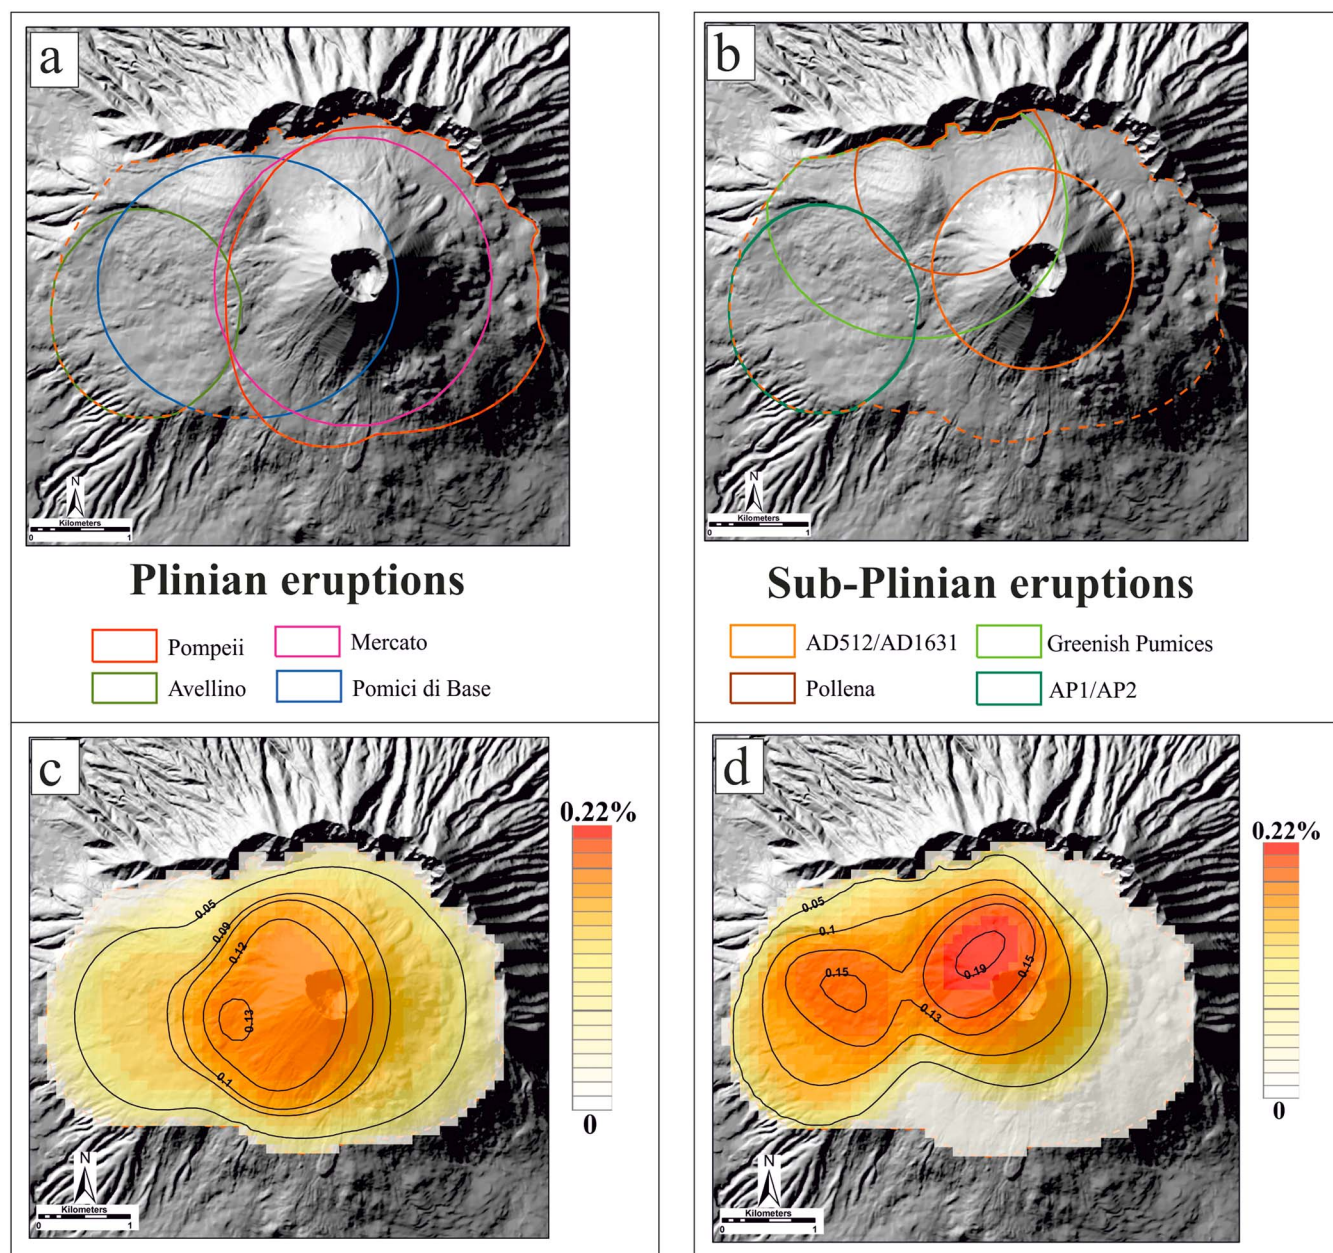 a
N
Kilometers
0 1
Plinian eruptions
Pompeii Mercato
Avellino Pomici di Base
b
N
Kilometers
0 1
Sub-Plinian eruptions
AD512/AD1631 Greenish Pumices
Pollena AP1/AP2
c
0.22%
0.05
0.09
0.12
0.13
0.1
0
N
Kilometers
0 1
d
0.22%
0.05
0.1
0.15
0.19
0.15
0.13
0
N
Kilometers
0 1